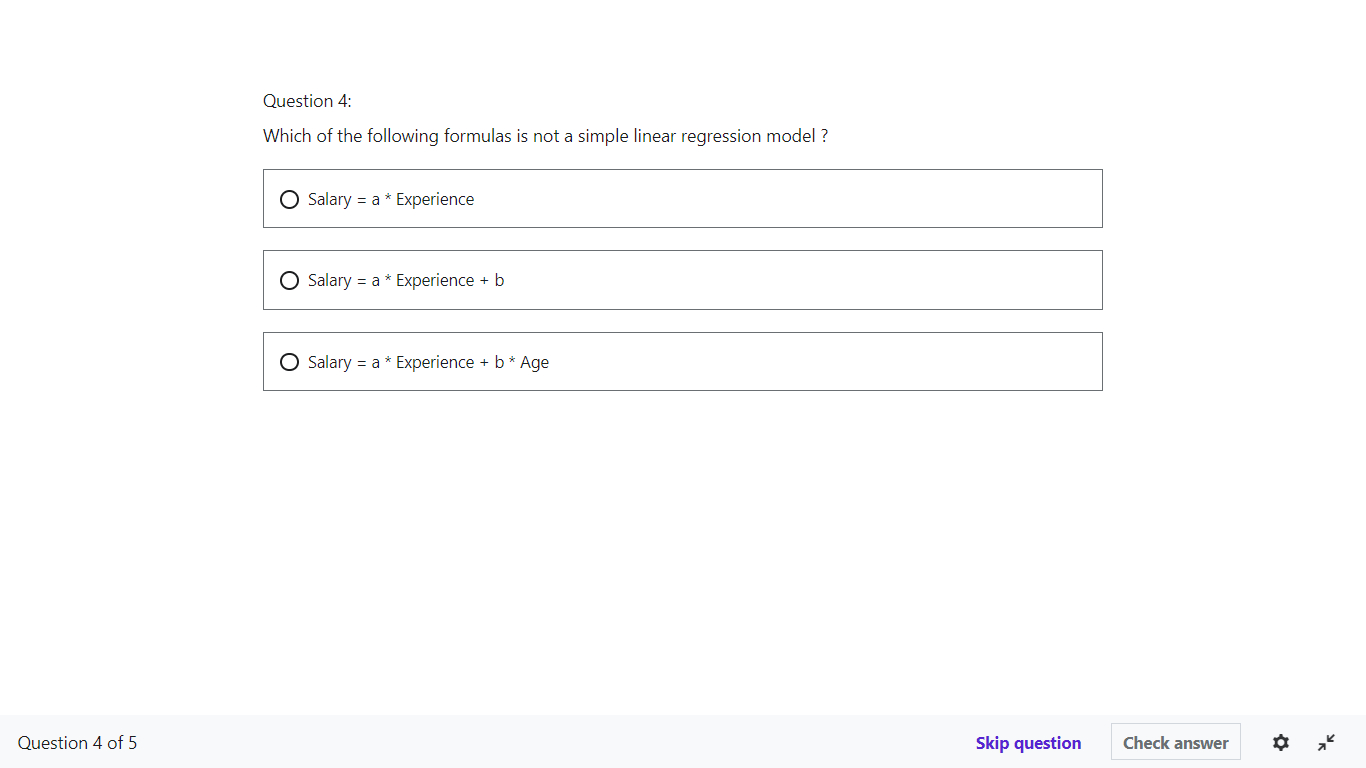 Question 4:
Which of the following formulas is not a simple linear regression model ?
Salary = a * Experience
Salary = a * Experience + b
Salary = a * Experience + b * Age
Question 4 of 5
Skip question
Check answer